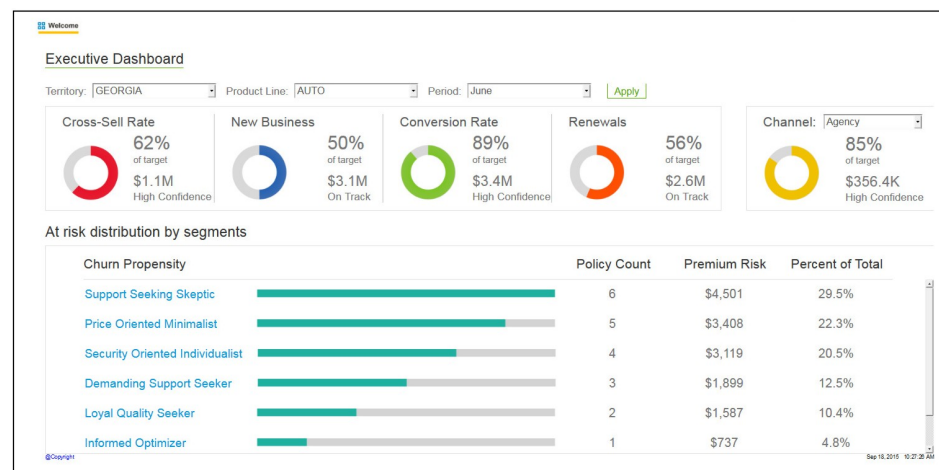 Welcome
Executive Dashboard
Territory: GEORGIA Product Line: AUTO Period: June Apply
Cross-Sell Rate New Business Conversion Rate Renewals Channel: Agency
62% 50% 89% 56% 85%
of target of target of target of target of target
$1.1M $3.1M $3.4M $2.6M $356.4K
High Confidence On Track High Confidence On Track High Confidence
At risk distribution by segments
Churn Propensity Policy Count Premium Risk Percent of Total
Support Seeking Skeptic 6 $4,501 29.5%
Price Oriented Minimalist 5 $3,408 22.3%
Security Oriented Individualist 4 $3,119 20.5%
Demanding Support Seeker 3 $1,899 12.5%
Loyal Quality Seeker 2 $1,587 10.4%
Informed Optimizer 1 $737 4.8%
@Copyright Sep 18, 2015 10:27:26 AM